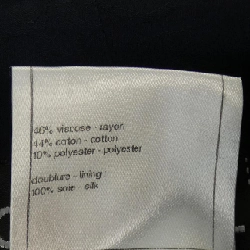 46% viscose - rayon
44% coton - cotton
10% polyester - polyester
doublure - lining
100% soie - silk